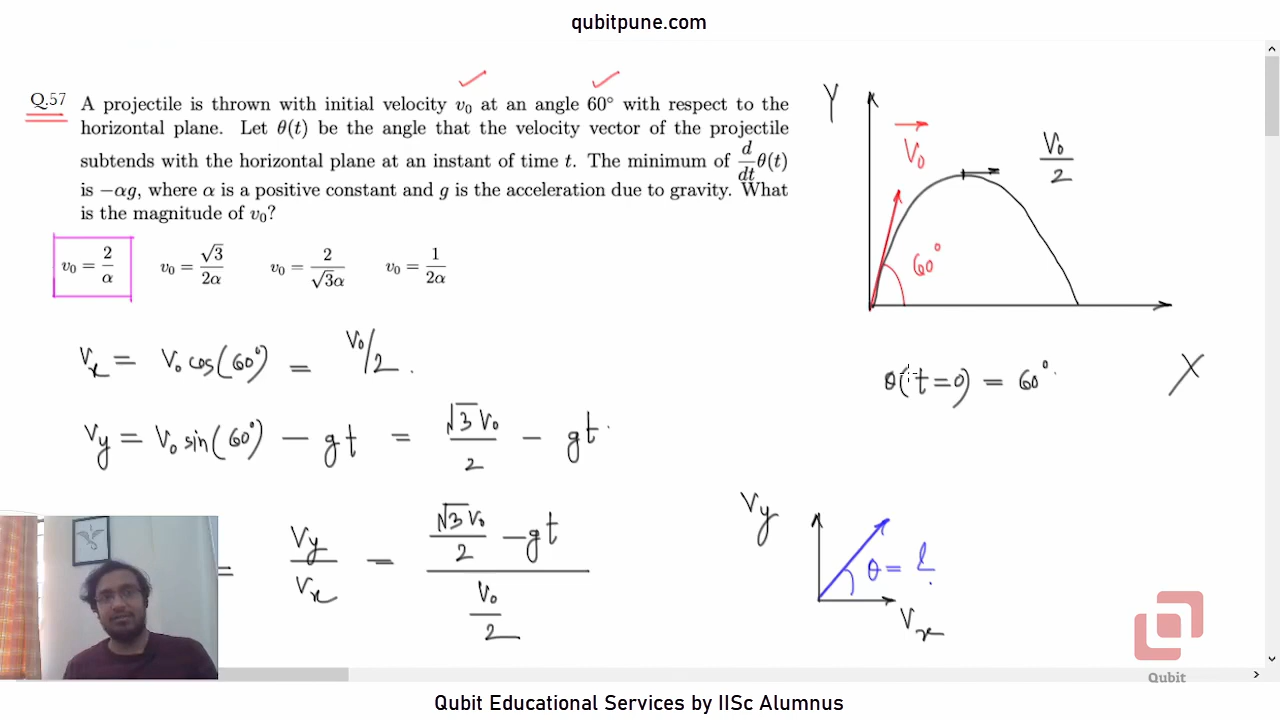 qubitpune.com
Q.57 A projectile is thrown with initial velocity v₀ at an angle 60° with respect to the
horizontal plane. Let θ(t) be the angle that the velocity vector of the projectile
subtends with the horizontal plane at an instant of time t. The minimum of d/dt θ(t)
is −αg, where α is a positive constant and g is the acceleration due to gravity. What
is the magnitude of v₀?
v₀ = 2/α v₀ = √3/2α v₀ = 2/√3α v₀ = 1/2α
Y
V₀
V₀/2
60°
X
Vx = V₀ cos(60°) = V₀/2.
θ(t=0) = 60°.
Vy = V₀ sin(60°) − gt = √3V₀/2 − gt.
= Vy/Vx = (√3V₀/2 − gt)/(V₀/2)
Vy
θ =
Vx
Qubit
Qubit Educational Services by IISc Alumnus